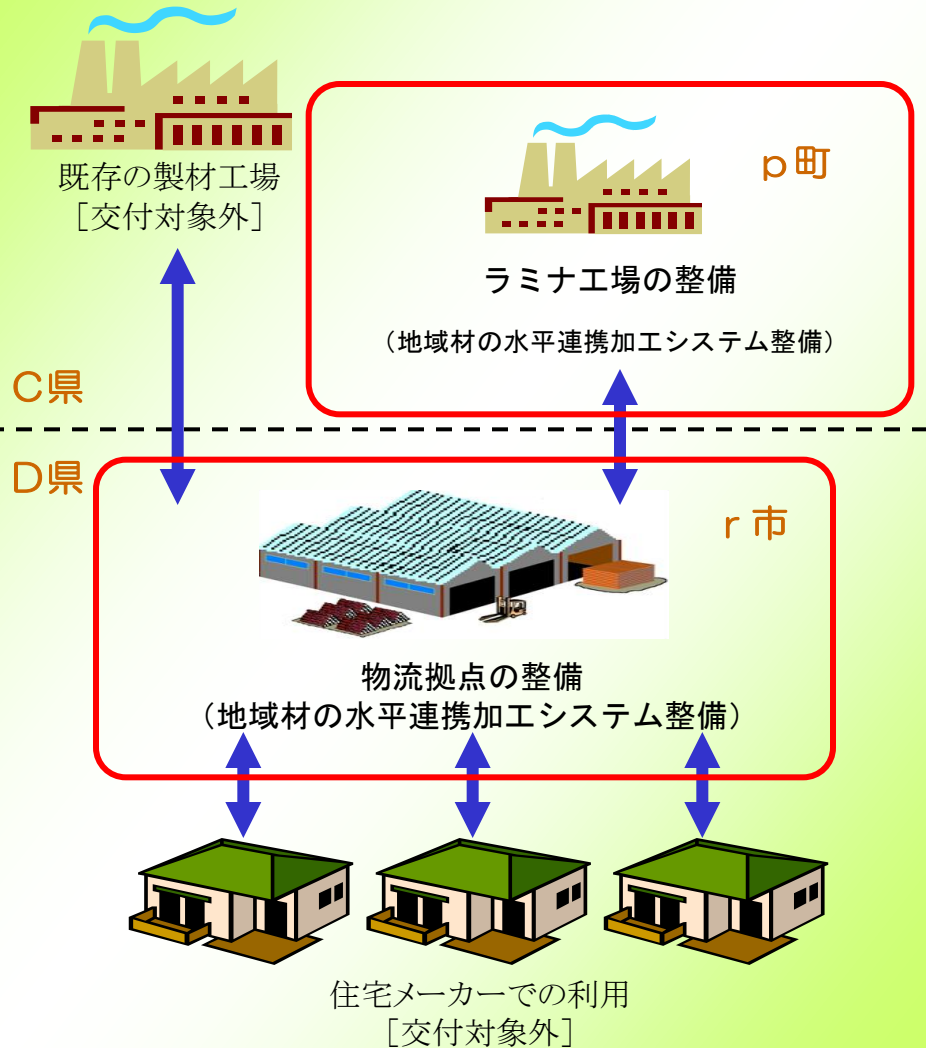 既存の製材工場
［交付対象外］
ｐ町
ラミナ工場の整備
（地域材の水平連携加工システム整備）
Ｃ県
Ｄ県
ｒ市
物流拠点の整備
（地域材の水平連携加工システム整備）
住宅メーカーでの利用
［交付対象外］